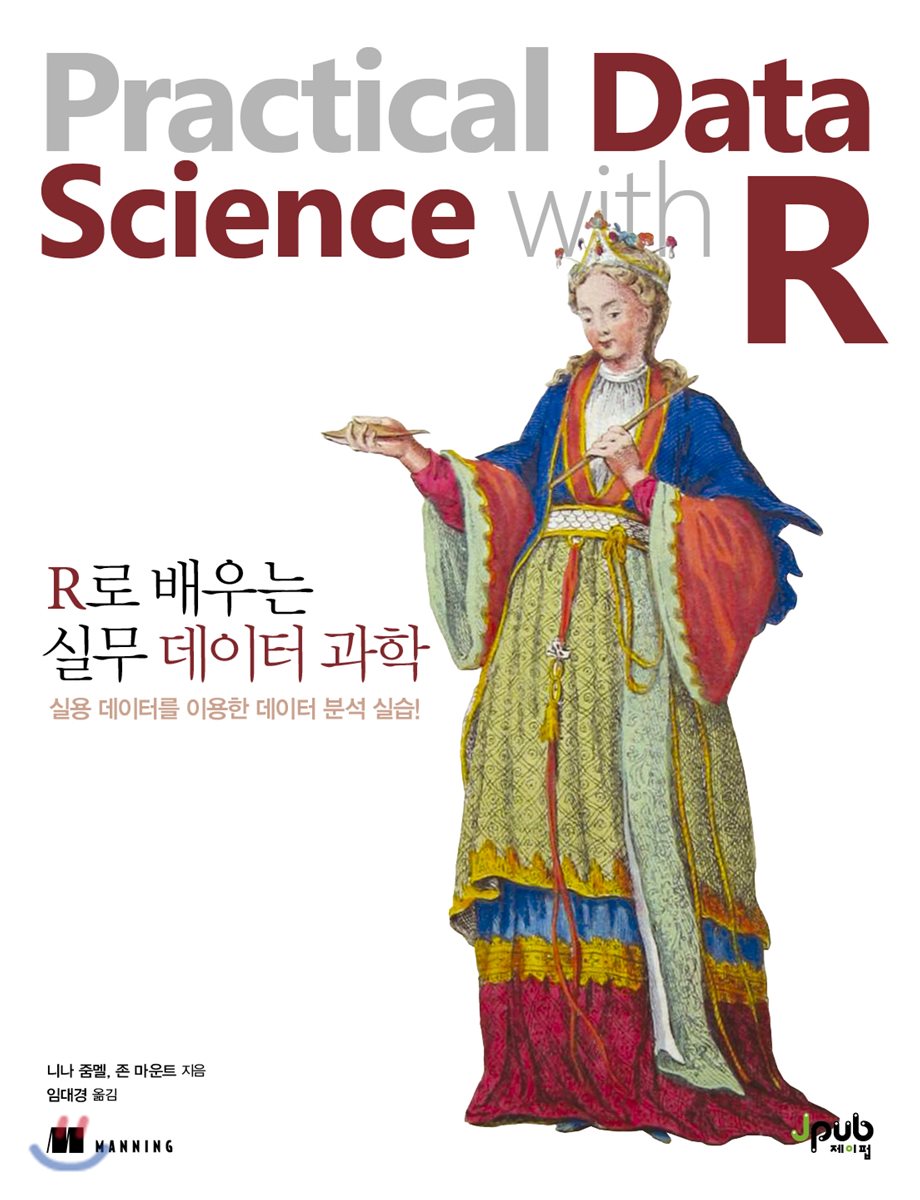 Practical Data
Science with R
R로 배우는
실무 데이터 과학
실용 데이터를 이용한 데이터 분석 실습!
니나 줌멜, 존 마운트 지음
임대경 옮김
MANNING
Jpub
제이펍